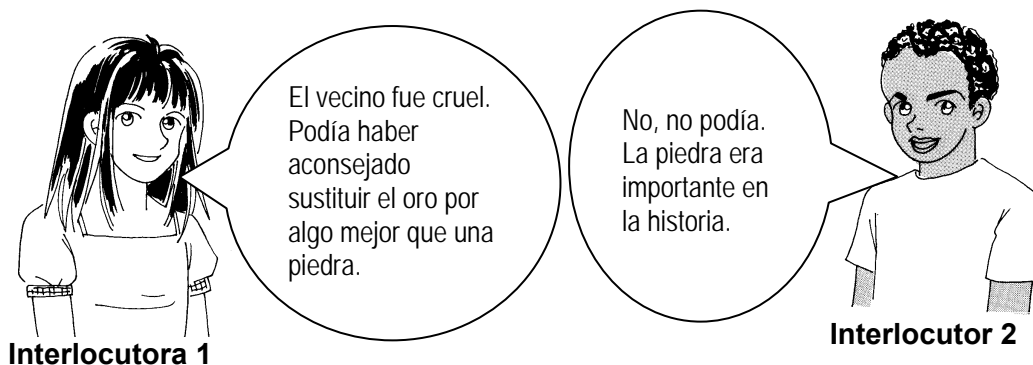 El vecino fue cruel.
Podía haber
aconsejado
sustituir el oro por
algo mejor que una
piedra.
No, no podía.
La piedra era
importante en
la historia.
Interlocutora 1
Interlocutor 2